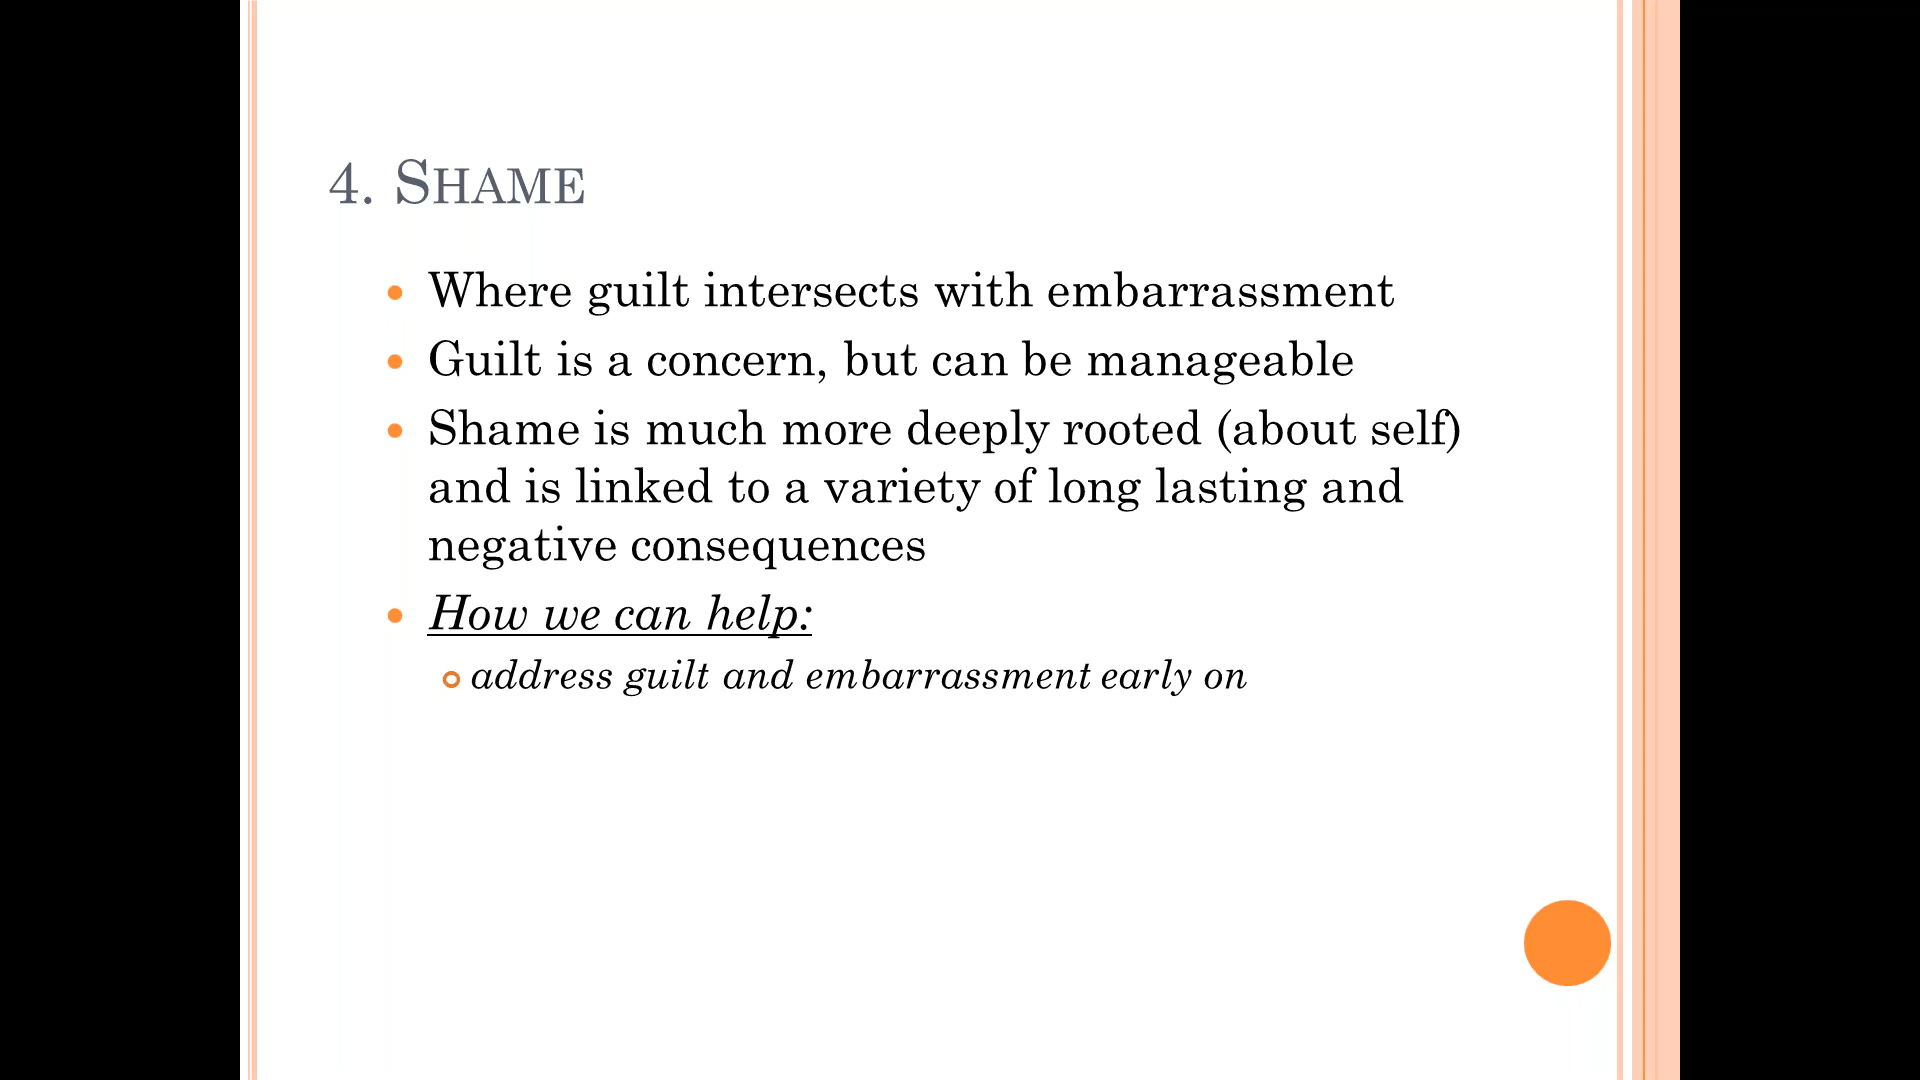 4. SHAME
Where guilt intersects with embarrassment
Guilt is a concern, but can be manageable
Shame is much more deeply rooted (about self)
and is linked to a variety of long lasting and
negative consequences
How we can help:
address guilt and embarrassment early on